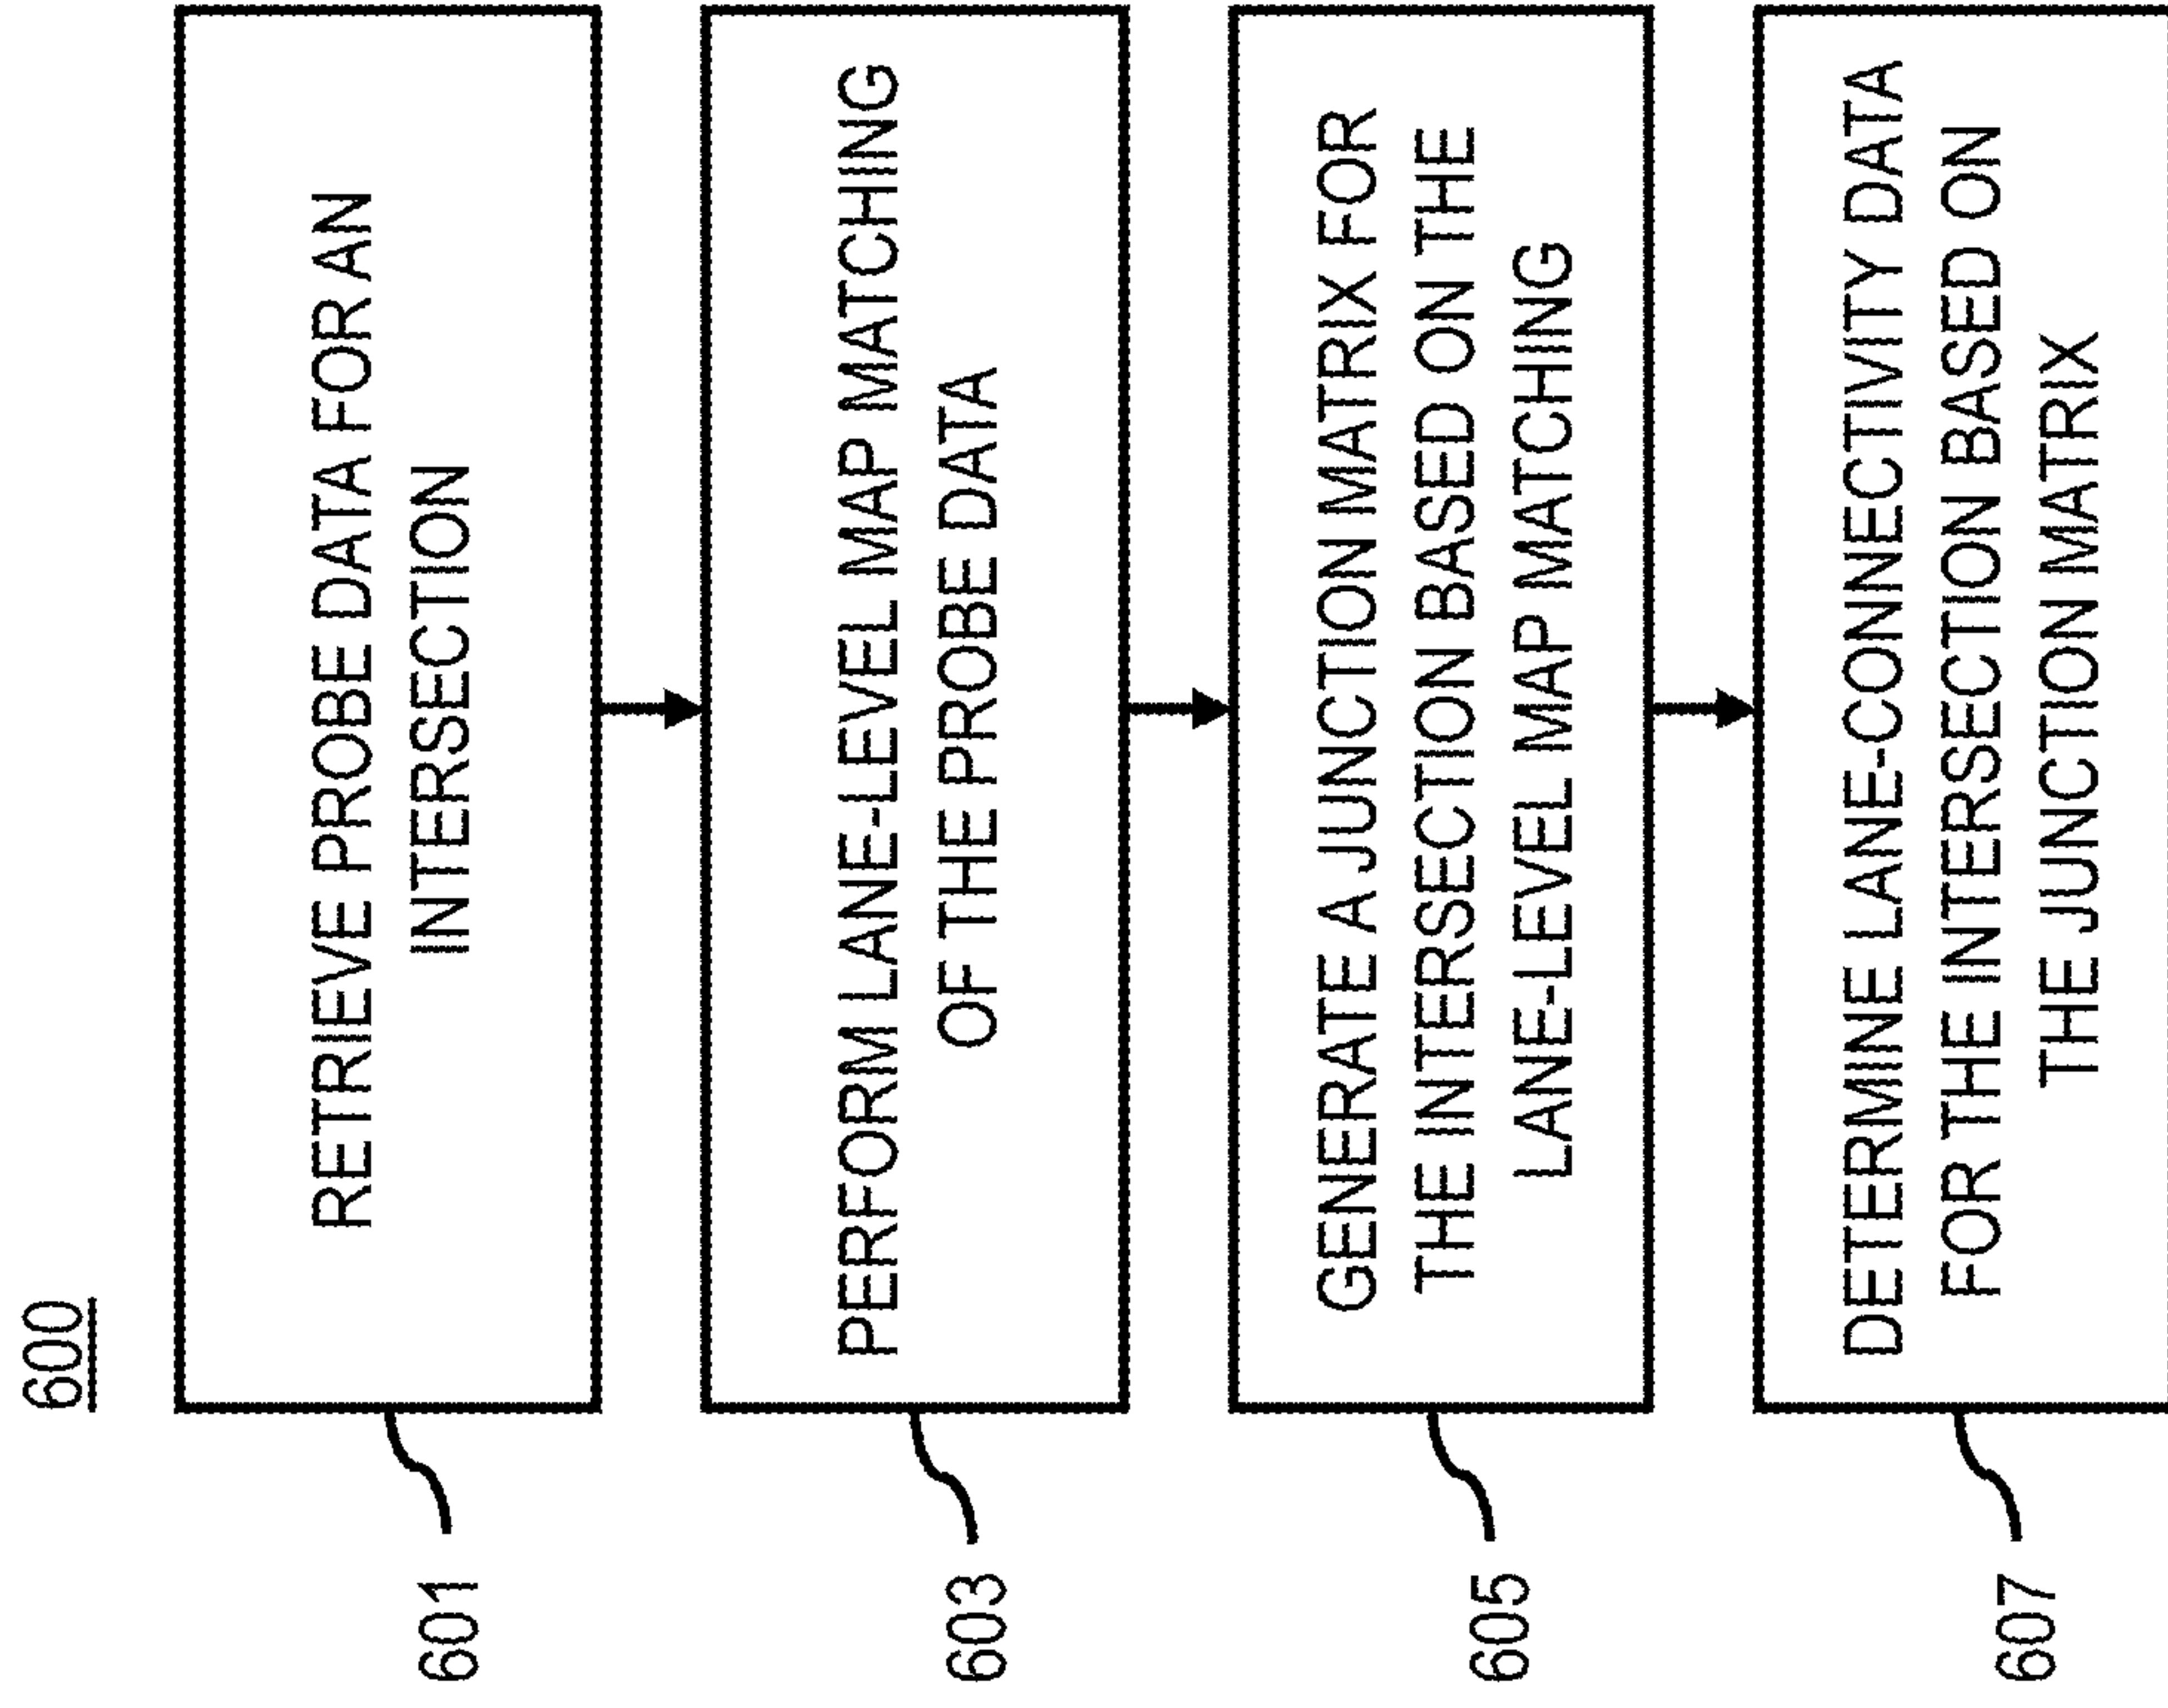 600
601
RETRIEVE PROBE DATA FOR AN
INTERSECTION
603
PERFORM LANE-LEVEL MAP MATCHING
OF THE PROBE DATA
605
GENERATE A JUNCTION MATRIX FOR
THE INTERSECTION BASED ON THE
LANE-LEVEL MAP MATCHING
607
DETERMINE LANE-CONNECTIVITY DATA
FOR THE INTERSECTION BASED ON
THE JUNCTION MATRIX